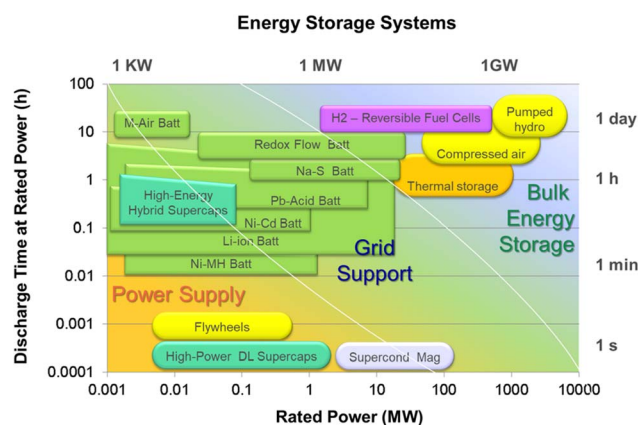 Energy Storage Systems
1 KW
1 MW
1GW
Discharge Time at Rated Power (h)
100
10
1
0.1
0.01
0.001
0.0001
1 day
1 h
1 min
1 s
M-Air Batt
H2 – Reversible Fuel Cells
Pumped
hydro
Redox Flow Batt
Compressed air
Na-S Batt
Thermal storage
High-Energy
Hybrid Supercaps
Pb-Acid Batt
Ni-Cd Batt
Li-ion Batt
Ni-MH Batt
Bulk
Energy
Storage
Grid
Support
Power Supply
Flywheels
High-Power DL Supercaps
Supercond Mag
0.001
0.01
0.1
1
10
100
1000
10000
Rated Power (MW)